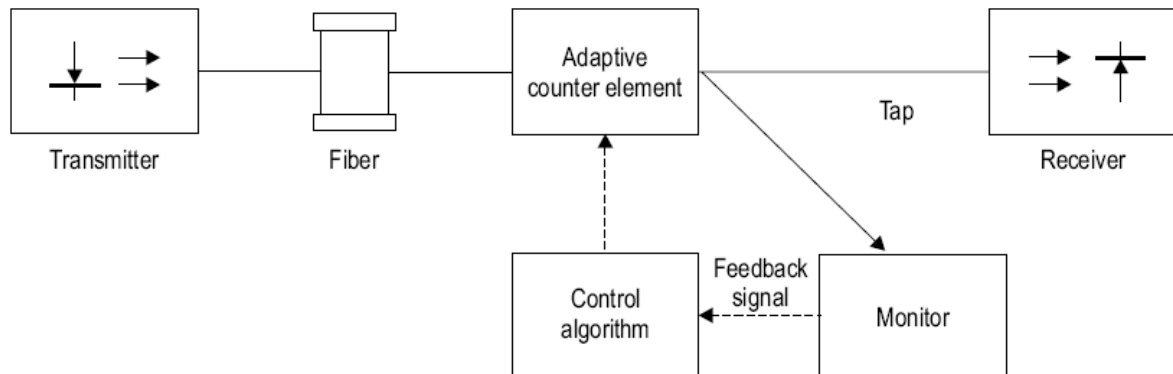 Adaptive
counter element
Tap
Transmitter
Fiber
Receiver
Feedback
signal
Control
algorithm
Monitor